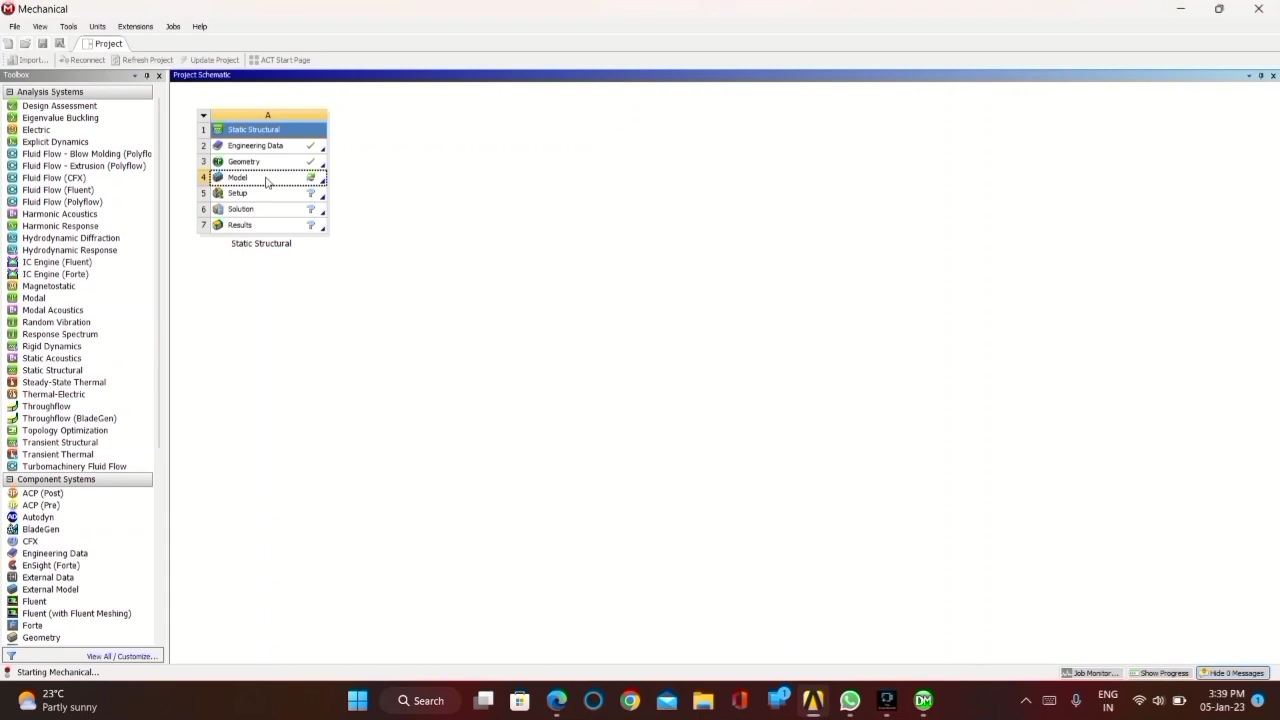 Mechanical
File View Tools Units Extensions Jobs Help
Project
Import... Reconnect Refresh Project Update Project ACT Start Page
Toolbox
Project Schematic
Analysis Systems
Design Assessment
Eigenvalue Buckling
Electric
Explicit Dynamics
Fluid Flow - Blow Molding (Polyflo
Fluid Flow - Extrusion (Polyflow)
Fluid Flow (CFX)
Fluid Flow (Fluent)
Fluid Flow (Polyflow)
Harmonic Acoustics
Harmonic Response
Hydrodynamic Diffraction
Hydrodynamic Response
IC Engine (Fluent)
IC Engine (Forte)
Magnetostatic
Modal
Modal Acoustics
Random Vibration
Response Spectrum
Rigid Dynamics
Static Acoustics
Static Structural
Steady-State Thermal
Thermal-Electric
Throughflow
Throughflow (BladeGen)
Topology Optimization
Transient Structural
Transient Thermal
Turbomachinery Fluid Flow
Component Systems
ACP (Post)
ACP (Pre)
Autodyn
BladeGen
CFX
Engineering Data
EnSight (Forte)
External Data
External Model
Fluent
Fluent (with Fluent Meshing)
Forte
Geometry
View All / Customize...
A
1 Static Structural
2 Engineering Data
3 Geometry
4 Model
5 Setup ?
6 Solution ?
7 Results ?
Static Structural
Starting Mechanical...
Job Monitor... Show Progress Hide 0 Messages
23°C
Partly sunny
Search
1
DM
ENG
IN
3:39 PM
05-Jan-23
1